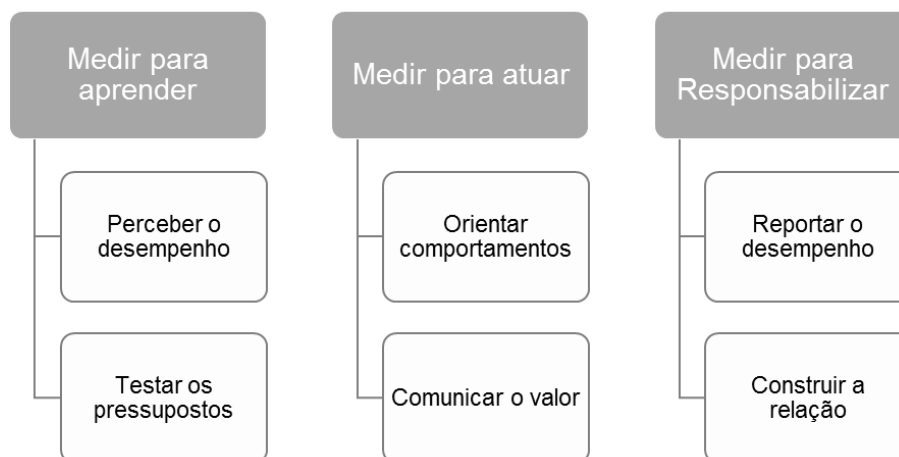 Medir para
aprender
Perceber o
desempenho
Testar os
pressupostos
Medir para atuar
Orientar
comportamentos
Comunicar o valor
Medir para
Responsabilizar
Reportar o
desempenho
Construir a
relação